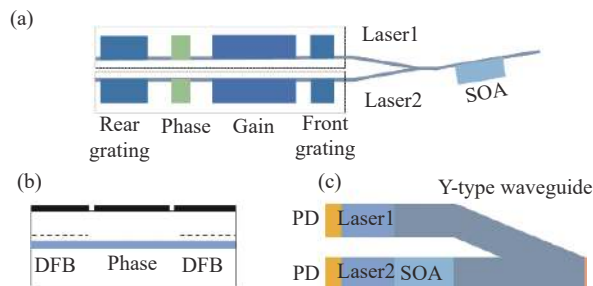 (a)
Laser1
Laser2
SOA
Rear grating
Phase
Gain
Front grating
(b)
DFB
Phase
DFB
(c)
Y-type waveguide
PD
Laser1
PD
Laser2
SOA